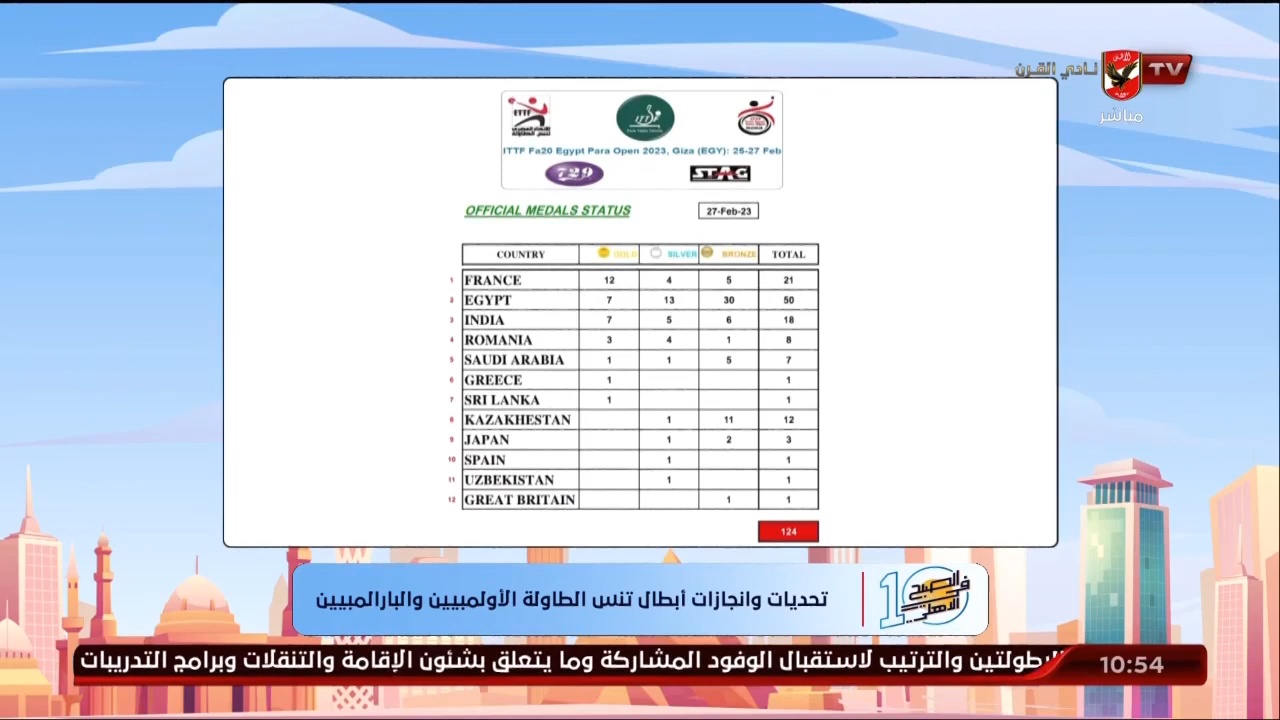 نادي القرن
TV
مباشر
ITTF
ITTF Fa20 Egypt Para Open 2023, Giza (EGY): 25-27 Feb
729
STAG
OFFICIAL MEDALS STATUS 27-Feb-23
COUNTRY GOLD SILVER BRONZE TOTAL
1 FRANCE 12 4 5 21
2 EGYPT 7 13 30 50
3 INDIA 7 5 6 18
4 ROMANIA 3 4 1 8
5 SAUDI ARABIA 1 1 5 7
6 GREECE 1 1
7 SRI LANKA 1 1
8 KAZAKHESTAN 1 11 12
9 JAPAN 1 2 3
10 SPAIN 1 1
11 UZBEKISTAN 1 1
12 GREAT BRITAIN 1 1
124
10 الصبح في الأهلي
تحديات وانجازات أبطال تنس الطاولة الأولمبيين والبارالمبيين
والترتيب لاستقبال الوفود المشاركة وما يتعلق بشئون الإقامة والتنقلات وبرامج التدريبات
10:54